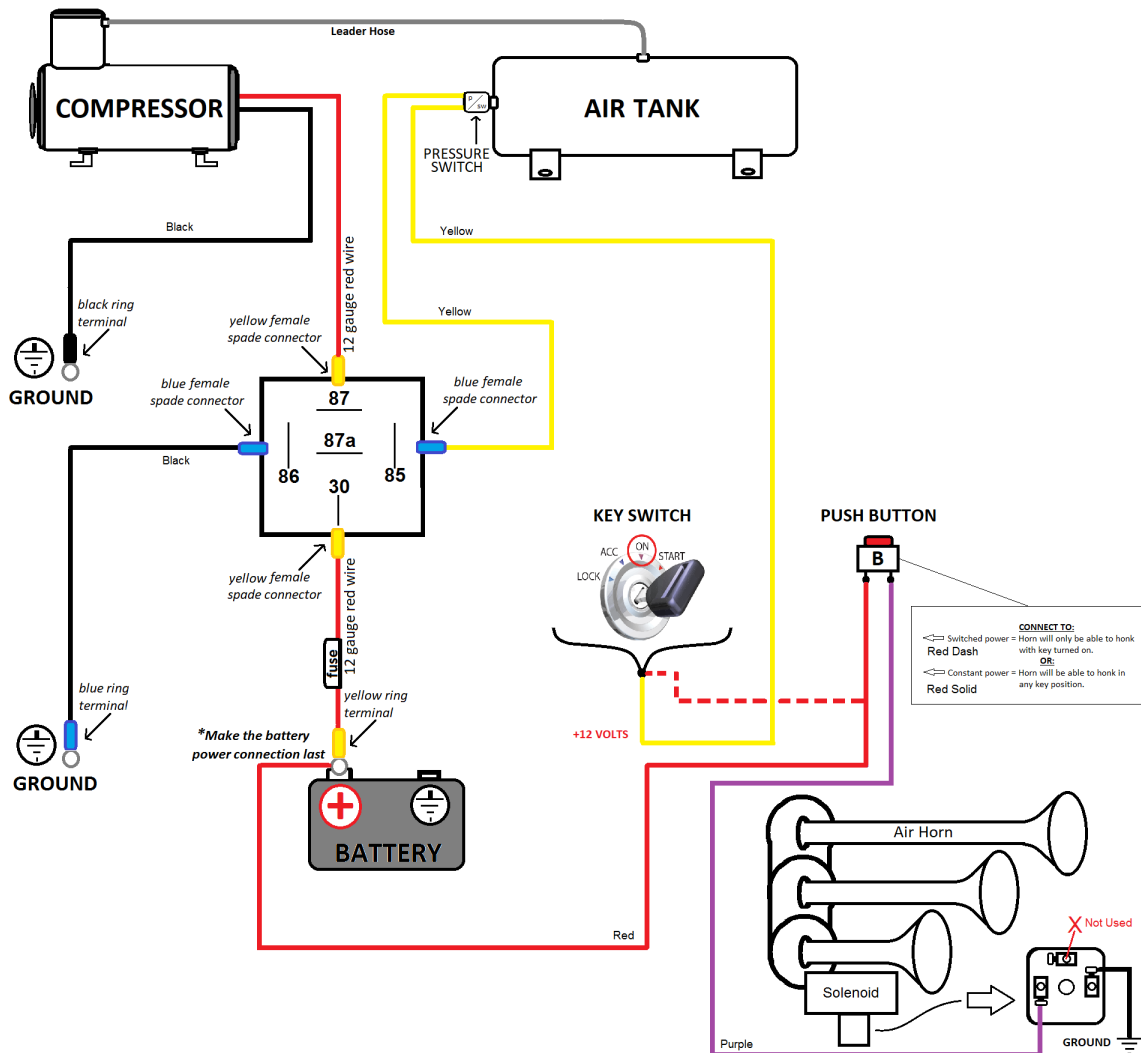 Leader Hose
COMPRESSOR
AIR TANK
P
SW
PRESSURE
SWITCH
Black
Yellow
12 gauge red wire
black ring
terminal
Yellow
yellow female
spade connector
GROUND
blue female
spade connector
blue female
spade connector
87
87a
86
85
30
Black
KEY SWITCH
PUSH BUTTON
LOCK
ACC
ON
START
B
yellow female
spade connector
12 gauge red wire
fuse
CONNECT TO:
Switched power = Horn will only be able to honk
Red Dash
with key turned on.
OR:
Constant power = Horn will be able to honk in
Red Solid
any key position.
blue ring
terminal
yellow ring
terminal
*Make the battery
power connection last
+12 VOLTS
GROUND
+
BATTERY
Air Horn
Red
X Not Used
Solenoid
Purple
GROUND